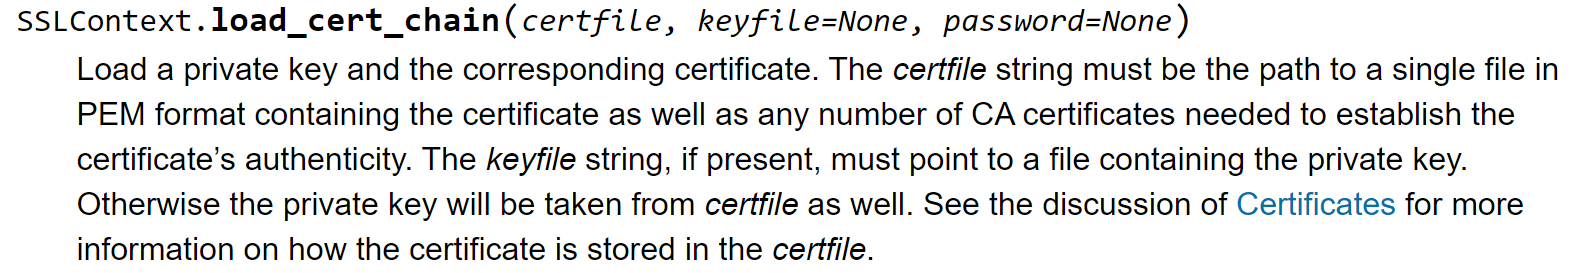 SSLContext.load_cert_chain(certfile, keyfile=None, password=None)
Load a private key and the corresponding certificate. The certfile string must be the path to a single file in
PEM format containing the certificate as well as any number of CA certificates needed to establish the
certificate’s authenticity. The keyfile string, if present, must point to a file containing the private key.
Otherwise the private key will be taken from certfile as well. See the discussion of Certificates for more
information on how the certificate is stored in the certfile.